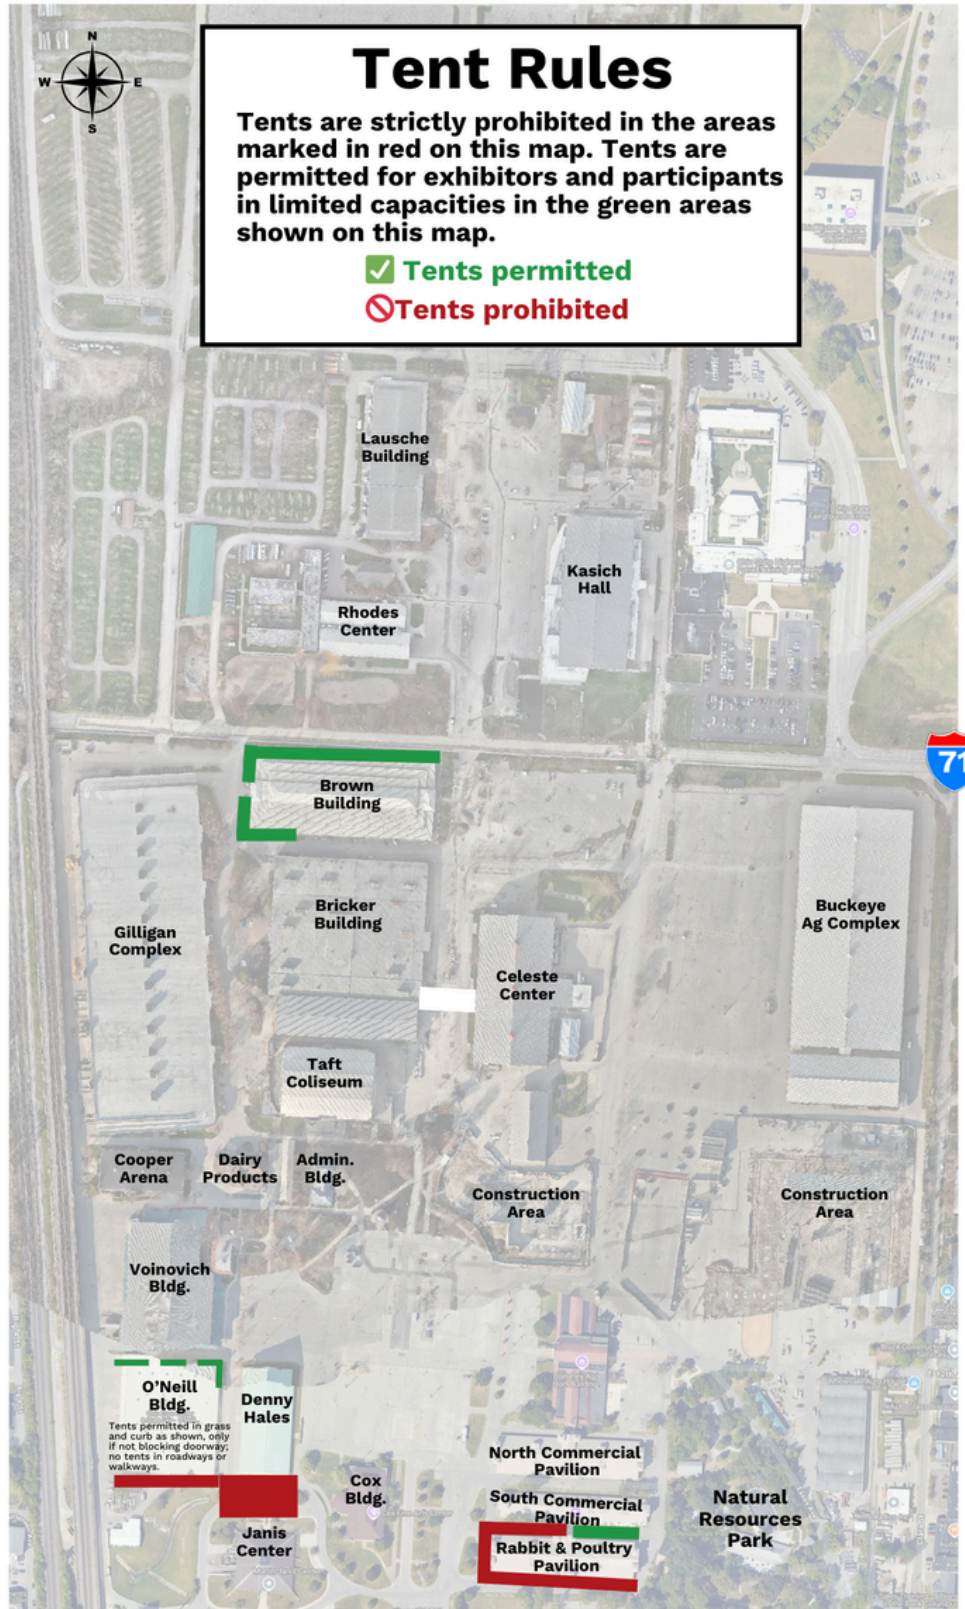 N
W
E
S
Tent Rules
Tents are strictly prohibited in the areas
marked in red on this map. Tents are
permitted for exhibitors and participants
in limited capacities in the green areas
shown on this map.
Tents permitted
Tents prohibited
Lausche
Building
Kasich
Hall
Rhodes
Center
71
Brown
Building
Bricker
Building
Buckeye
Ag Complex
Gilligan
Complex
Celeste
Center
Taft
Coliseum
Cooper
Arena
Dairy
Products
Admin.
Bldg.
Construction
Area
Construction
Area
Voinovich
Bldg.
O'Neill
Bldg.
Tents permitted in grass
and curb as shown, only
if not blocking doorway;
no tents in roadways or
walkways.
Denny
Hales
North Commercial
Pavilion
Cox
Bldg.
South Commercial
Pavilion
Natural
Resources
Park
Janis
Center
Rabbit & Poultry
Pavilion